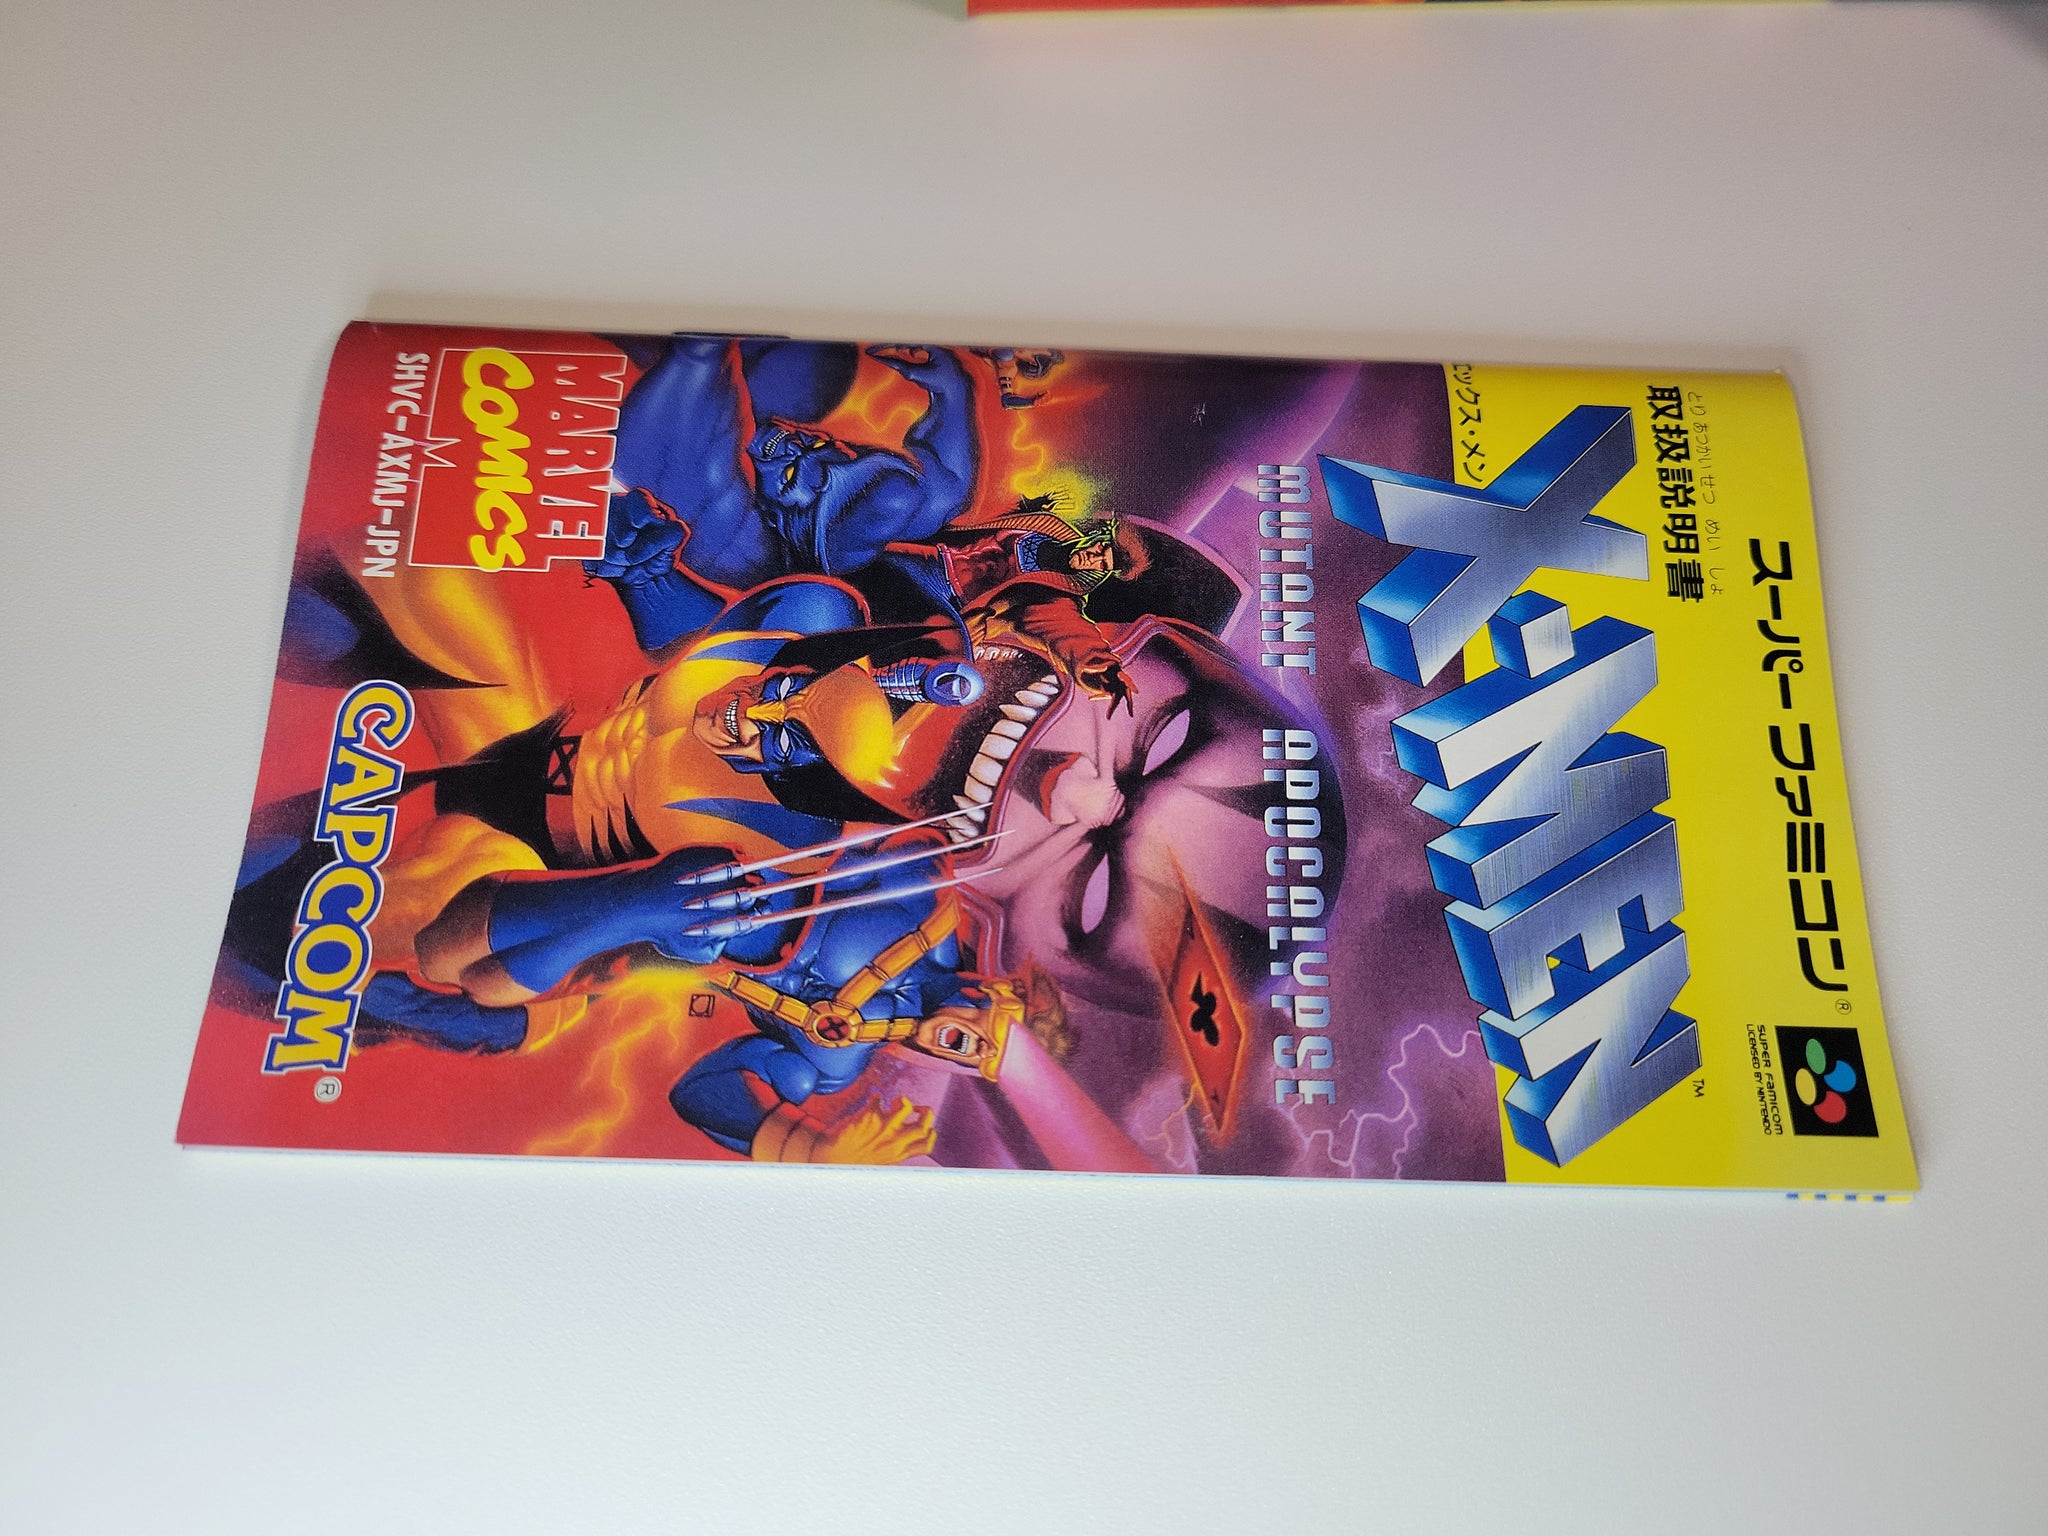 スーパーファミコン®
SUPER FAMICOM
LICENSED BY NINTENDO
とりあつかいせつめいしょ
取扱説明書
エックス・メン
X-MEN™
MUTANT APOCALYPSE
MARVEL
COMICS
M
TM
SHVC-AXMJ-JPN
CAPCOM®